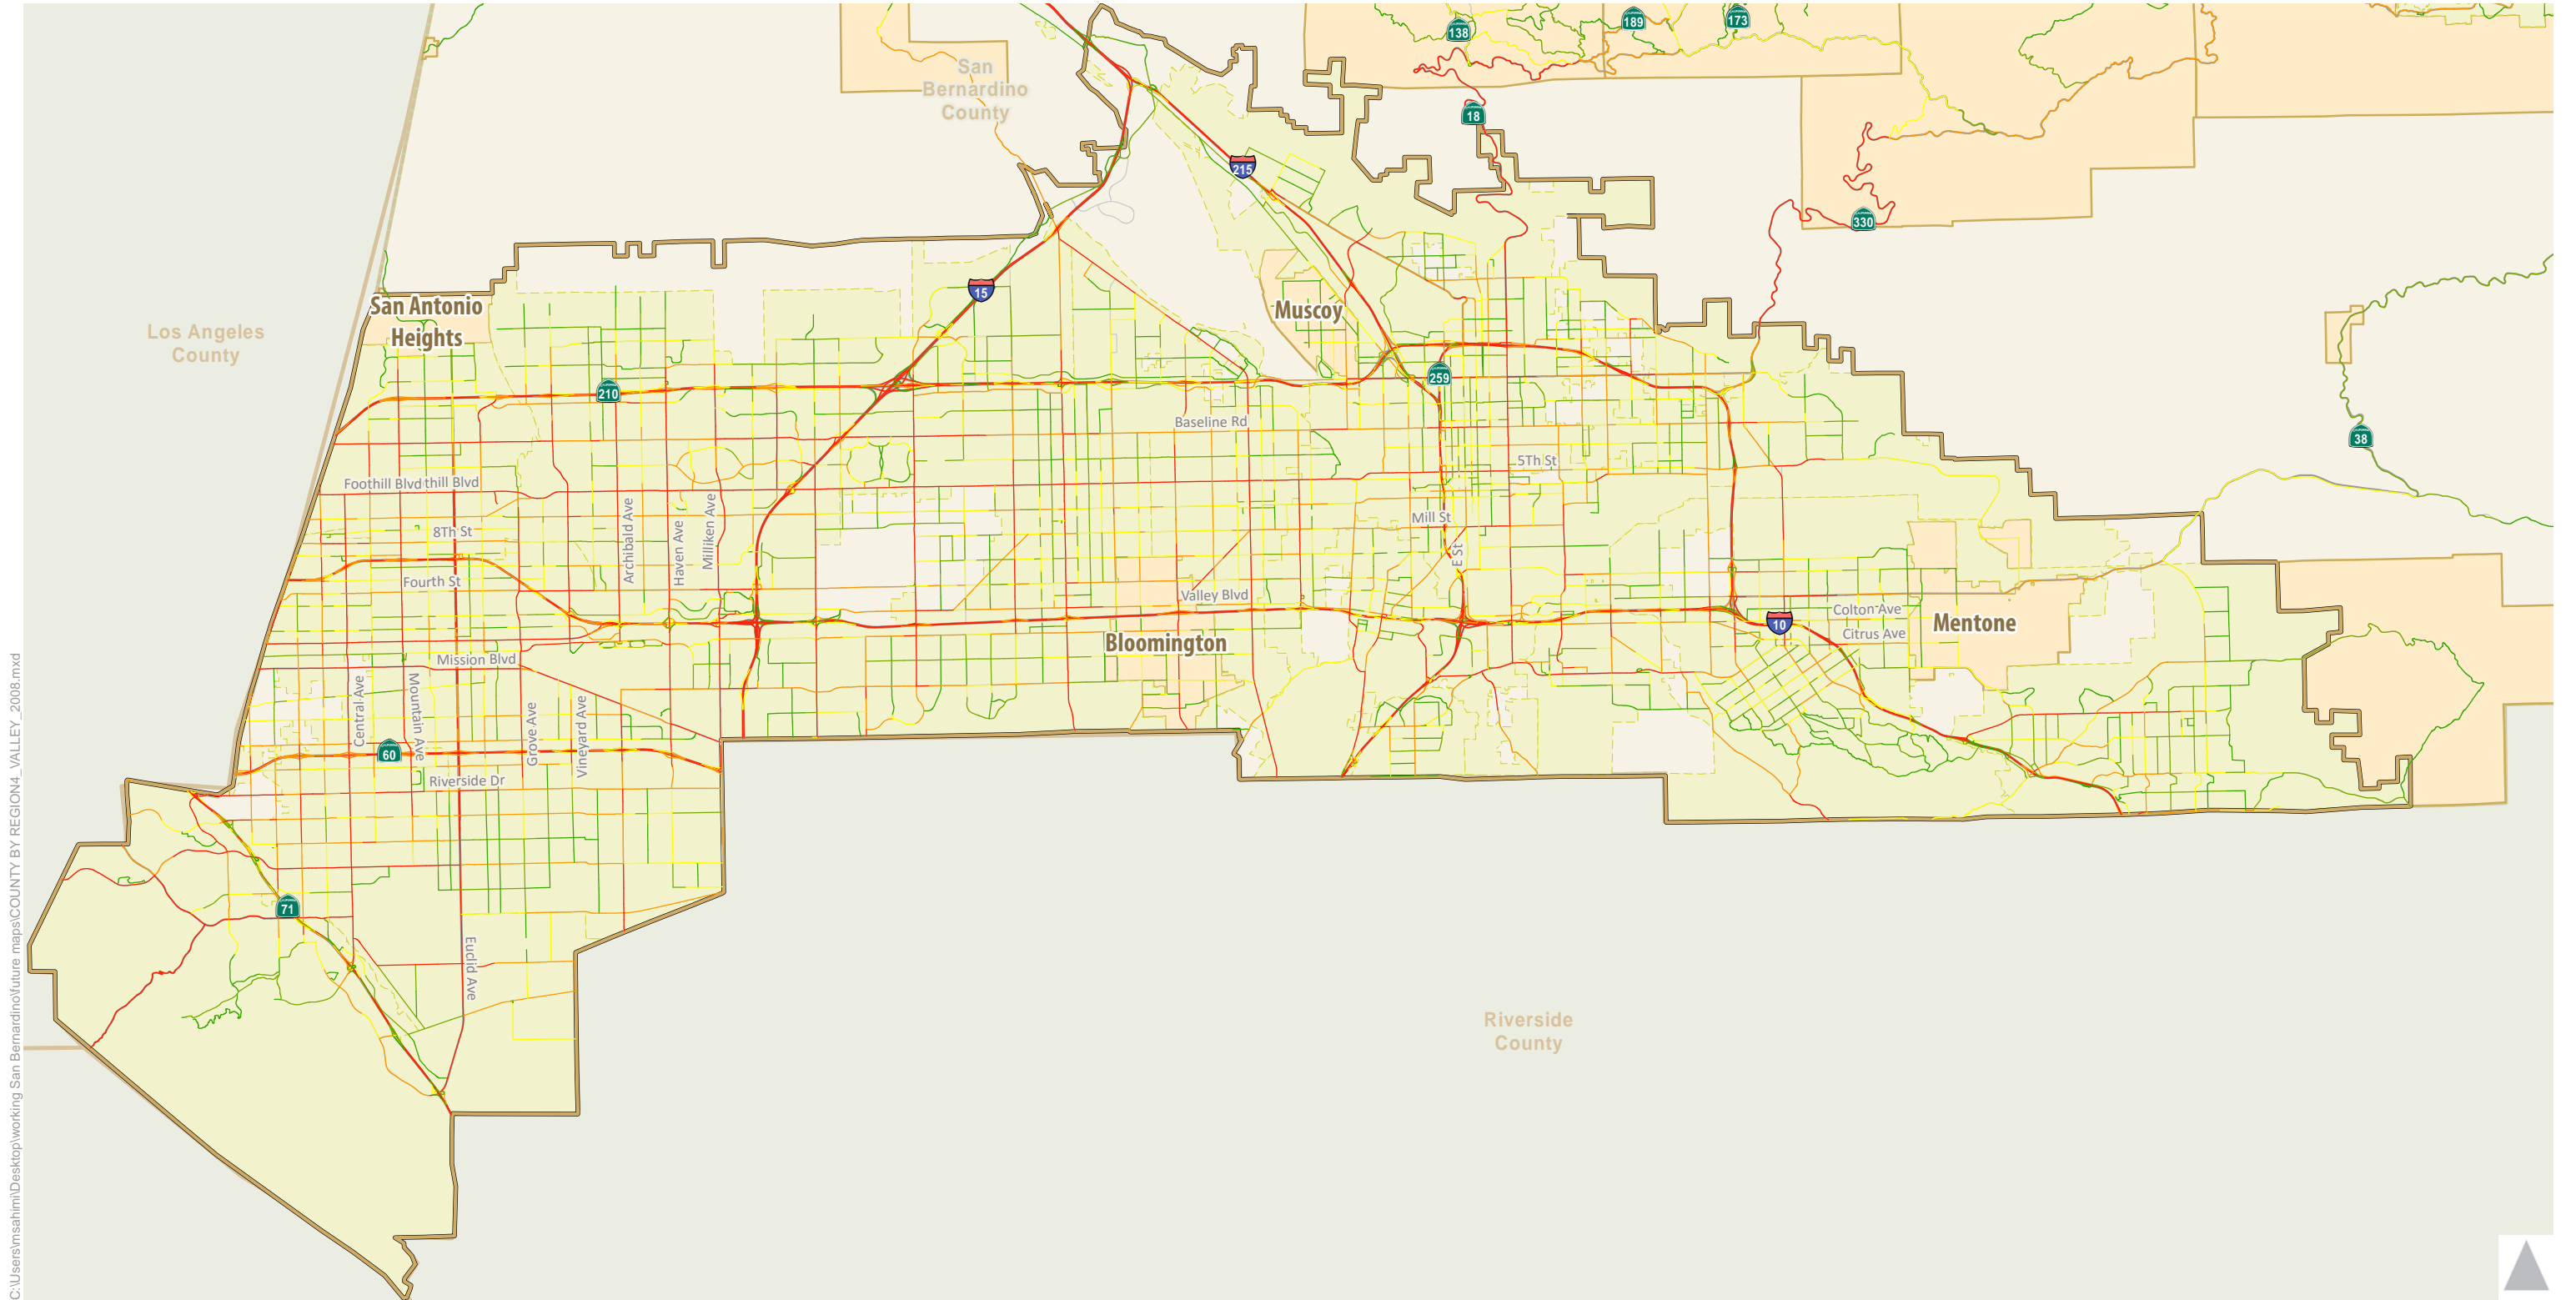 138
189
173
San
Bernardino
County
18
215
330
15
San Antonio
Heights
Muscoy
Los Angeles
County
210
259
Baseline Rd
38
5Th St
Foothill Blvd
thill Blvd
Archibald Ave
Haven Ave
Milliken Ave
Mill St
8Th St
E St
Fourth St
Valley Blvd
Colton Ave
10
Mentone
Citrus Ave
Bloomington
Mission Blvd
Central Ave
Mountain Ave
Grove Ave
Vineyard Ave
60
Riverside Dr
71
Euclid Ave
Riverside
County
C:\Users\msahimi\Desktop\working San Bernardino\future maps\COUNTY BY REGION4_VALLEY_2008.mxd